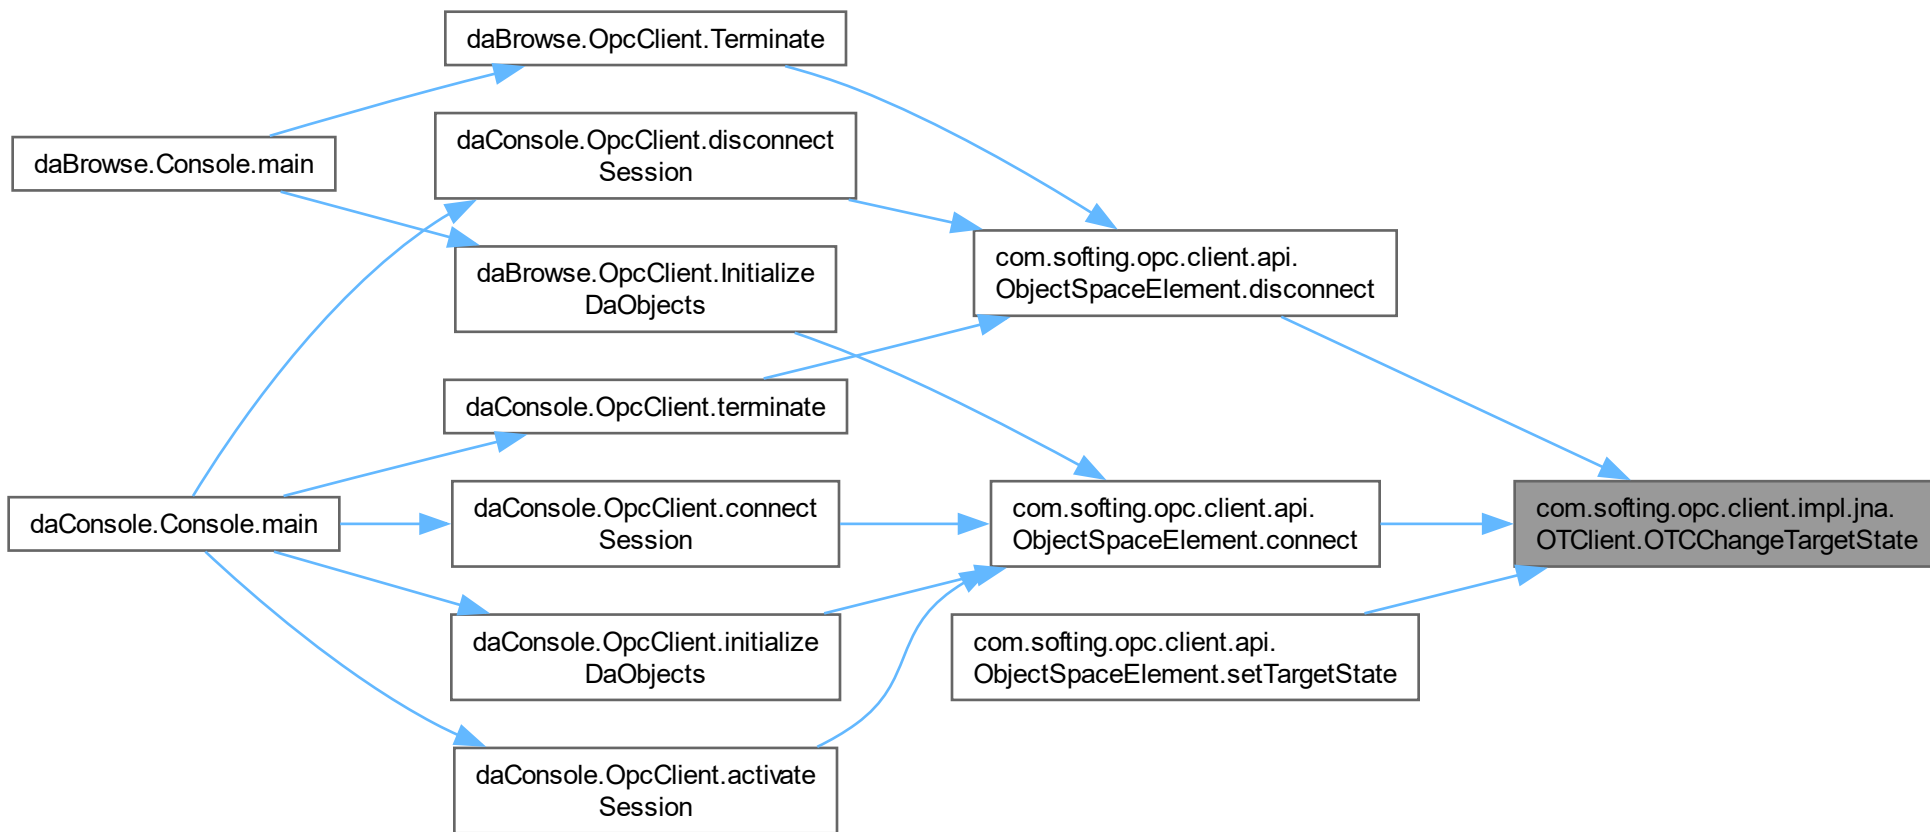 daBrowse.OpcClient.Terminate
daConsole.OpcClient.disconnect
Session
daBrowse.Console.main
daBrowse.OpcClient.Initialize
DaObjects
com.softing.opc.client.api.
ObjectSpaceElement.disconnect
daConsole.OpcClient.terminate
daConsole.Console.main
daConsole.OpcClient.connect
Session
com.softing.opc.client.api.
ObjectSpaceElement.connect
com.softing.opc.client.impl.jna.
OTClient.OTCChangeTargetState
daConsole.OpcClient.initialize
DaObjects
com.softing.opc.client.api.
ObjectSpaceElement.setTargetState
daConsole.OpcClient.activate
Session